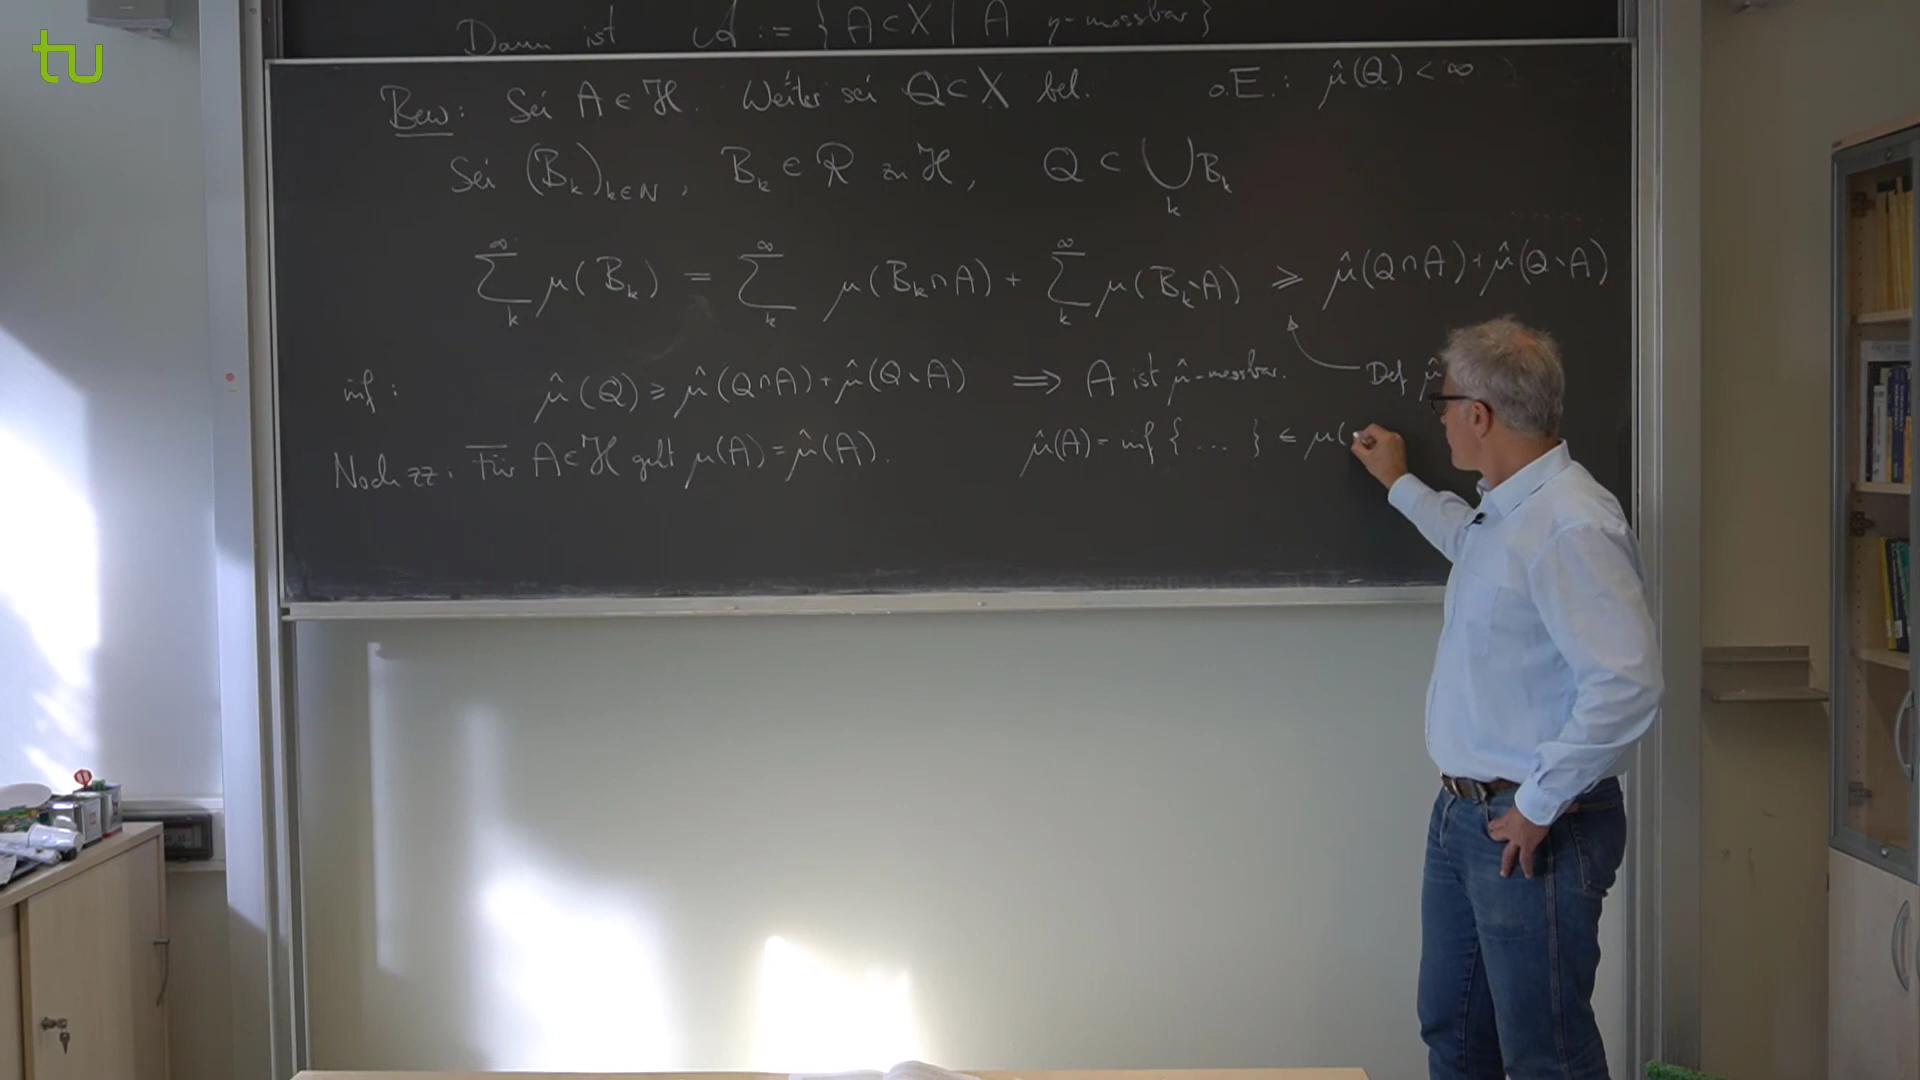 tu
Dann ist 𝒜 := { A ⊂ X | A η-messbar }
Bew: Sei A ∈ ℋ. Weiter sei Q ⊂ X bel. o.E.: μ̂(Q) < ∞
Sei (B_k)_{k∈N}, B_k ∈ ℛ zu ℋ, Q ⊂ ⋃_k B_k
∑_k^∞ μ(B_k) = ∑_k^∞ μ(B_k ∩ A) + ∑_k^∞ μ(B_k ∖ A) ≥ μ̂(Q ∩ A) + μ̂(Q ∖ A)
inf: μ̂(Q) ≥ μ̂(Q ∩ A) + μ̂(Q ∖ A) ⟹ A ist μ̂-messbar. Def μ̂
Noch zz: Für A ∈ ℋ gilt μ(A) = μ̂(A). μ̂(A) = inf { ... } ≤ μ(